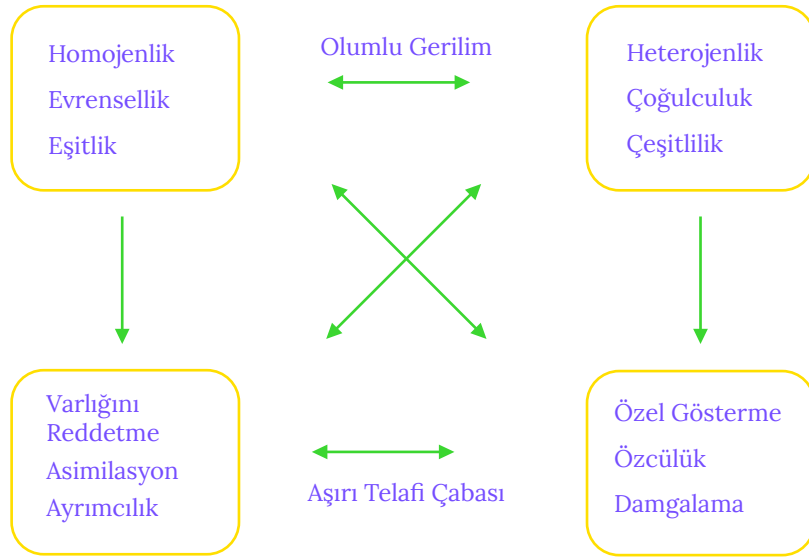 Homojenlik
Evrensellik
Eşitlik
Olumlu Gerilim
Heterojenlik
Çoğulculuk
Çeşitlilik
Varlığını
Reddetme
Asimilasyon
Ayrımcılık
Aşırı Telafi Çabası
Özel Gösterme
Özcülük
Damgalama